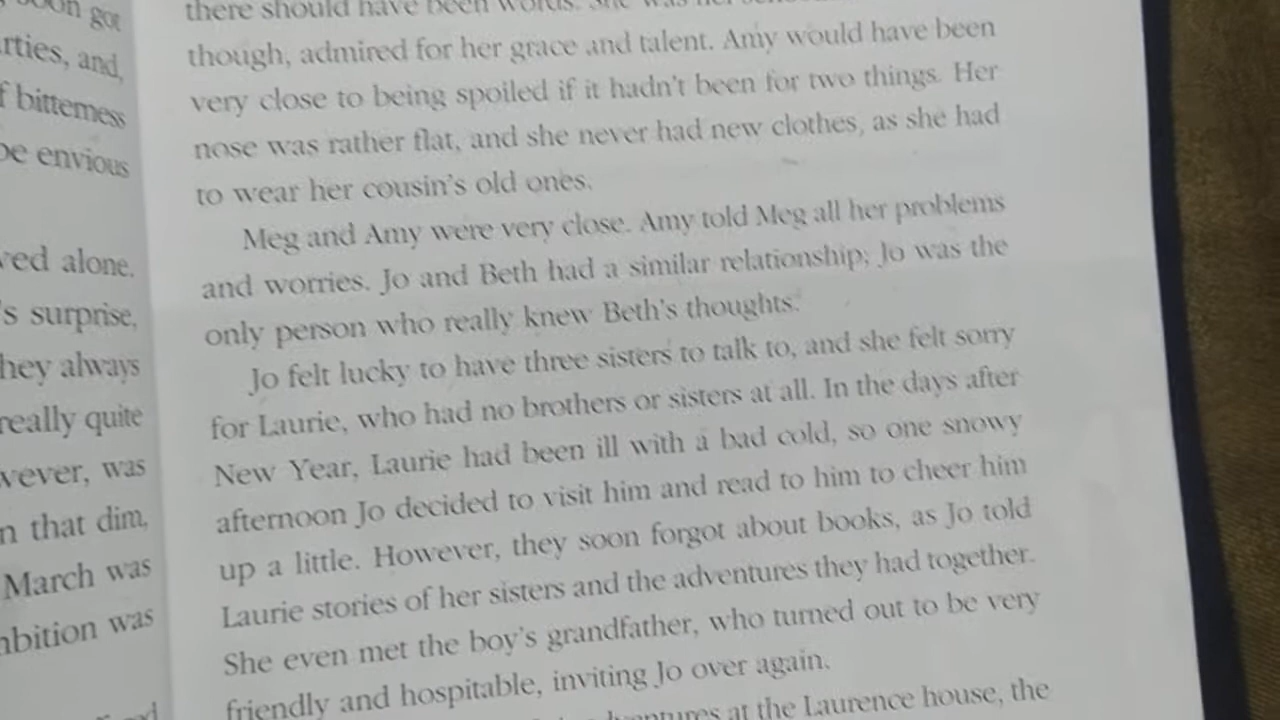 got
rties, and,
f bitterness
be envious
ved alone.
's surprise,
hey always
really quite
vever, was
n that dim,
March was
bition was
there should have been words. She was her
though, admired for her grace and talent. Amy would have been
very close to being spoiled if it hadn't been for two things. Her
nose was rather flat, and she never had new clothes, as she had
to wear her cousin's old ones.
Meg and Amy were very close. Amy told Meg all her problems
and worries. Jo and Beth had a similar relationship; Jo was the
only person who really knew Beth's thoughts.
Jo felt lucky to have three sisters to talk to, and she felt sorry
for Laurie, who had no brothers or sisters at all. In the days after
New Year, Laurie had been ill with a bad cold, so one snowy
afternoon Jo decided to visit him and read to him to cheer him
up a little. However, they soon forgot about books, as Jo told
Laurie stories of her sisters and the adventures they had together.
She even met the boy's grandfather, who turned out to be very
friendly and hospitable, inviting Jo over again.
at the Laurence house, the